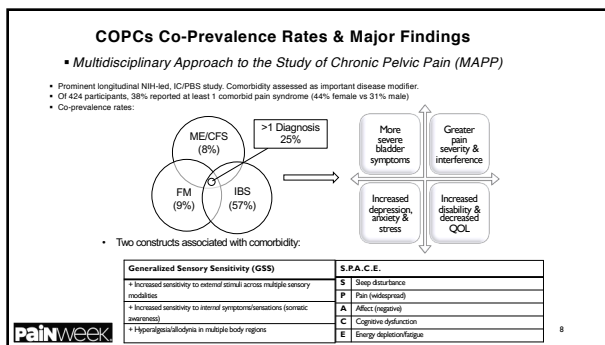 COPCs Co-Prevalence Rates & Major Findings
▪ Multidisciplinary Approach to the Study of Chronic Pelvic Pain (MAPP)
• Prominent longitudinal NIH-led, IC/PBS study. Comorbidity assessed as important disease modifier.
• Of 424 participants, 38% reported at least 1 comorbid pain syndrome (44% female vs 31% male)
• Co-prevalence rates:
ME/CFS
(8%)
>1 Diagnosis
25%
FM
(9%)
IBS
(57%)
More
severe
bladder
symptoms
Greater
pain
severity &
interference
Increased
depression,
anxiety &
stress
Increased
disability &
decreased
QOL
• Two constructs associated with comorbidity:
Generalized Sensory Sensitivity (GSS)
+ Increased sensitivity to external stimuli across multiple sensory
modalities
+ Increased sensitivity to internal symptoms/sensations (somatic
awareness)
+ Hyperalgesia/allodynia in multiple body regions
S.P.A.C.E.
S Sleep disturbance
P Pain (widespread)
A Affect (negative)
C Cognitive dysfunction
E Energy depletion/fatigue
PAINWEEK.
8